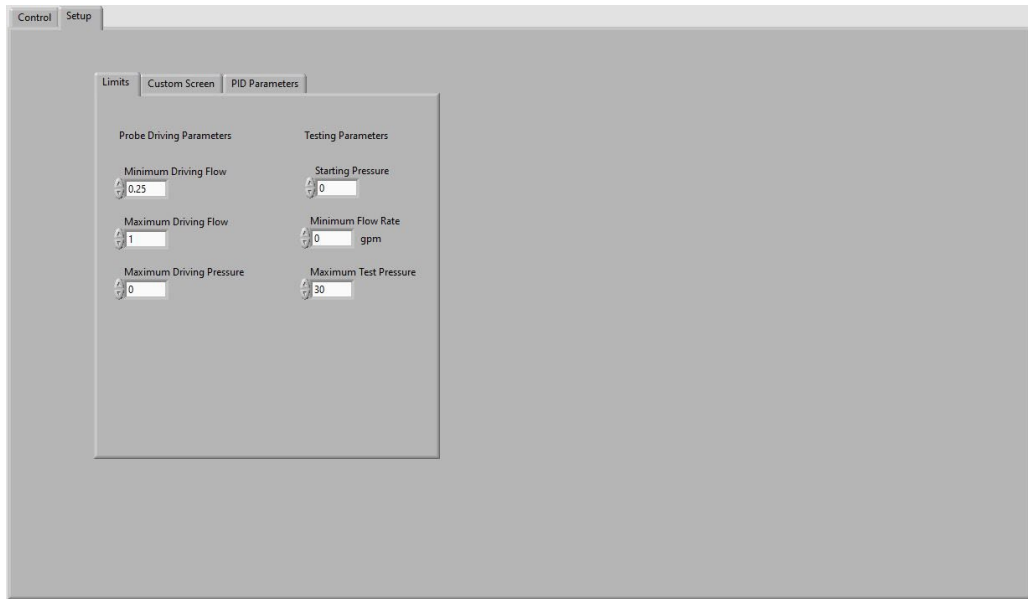 Control Setup
Limits Custom Screen PID Parameters
Probe Driving Parameters
Minimum Driving Flow
0.25
Maximum Driving Flow
1
Maximum Driving Pressure
0
Testing Parameters
Starting Pressure
0
Minimum Flow Rate
0 gpm
Maximum Test Pressure
30